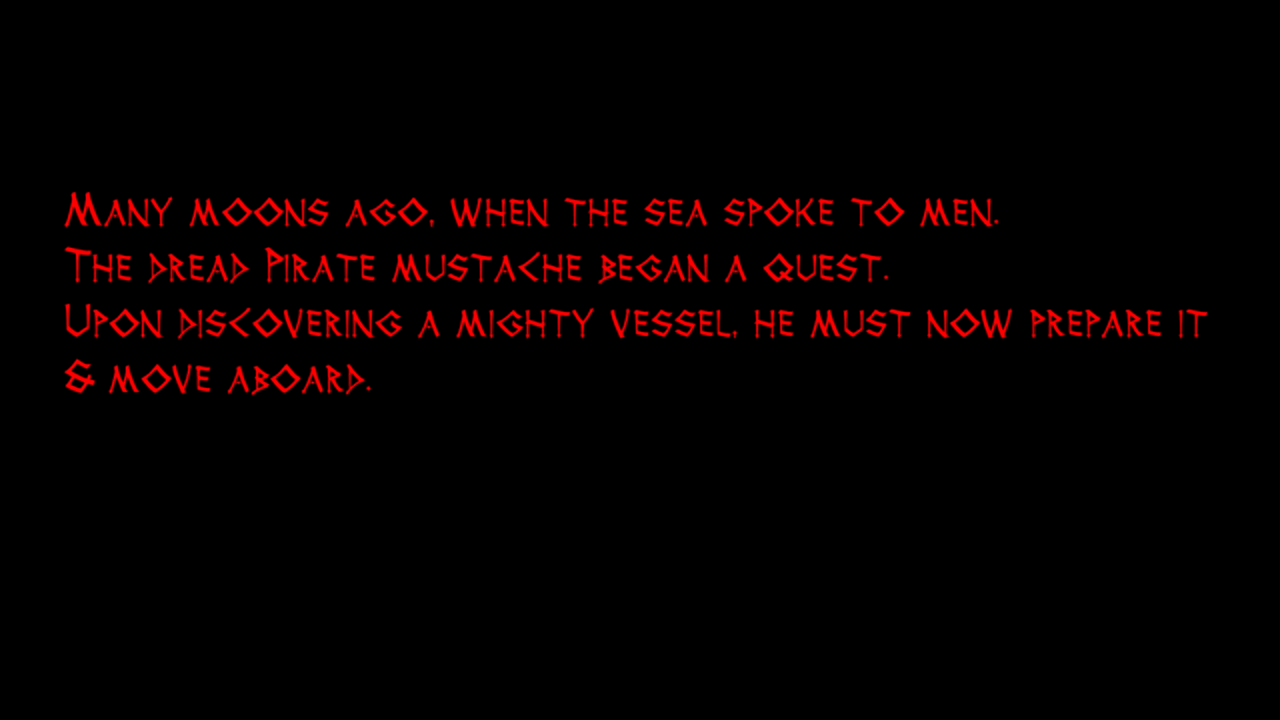 Many moons ago, when the sea spoke to men.
The dread Pirate mustache began a quest.
Upon discovering a mighty vessel, he must now prepare it
& move aboard.